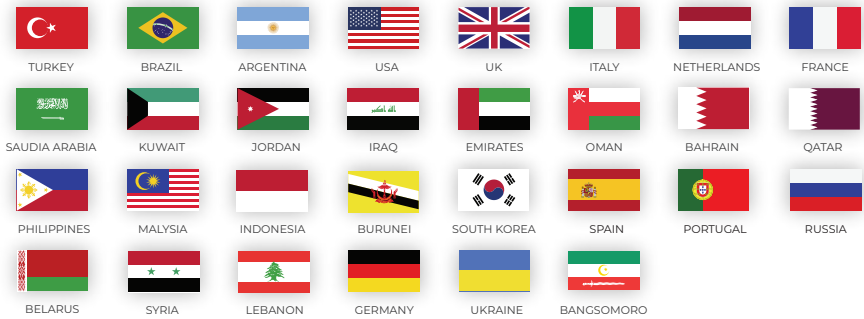 TURKEY BRAZIL ARGENTINA USA UK ITALY NETHERLANDS FRANCE
SAUDIA ARABIA KUWAIT JORDAN IRAQ EMIRATES OMAN BAHRAIN QATAR
PHILIPPINES MALYSIA INDONESIA BURUNEI SOUTH KOREA SPAIN PORTUGAL RUSSIA
BELARUS SYRIA LEBANON GERMANY UKRAINE BANGSOMORO